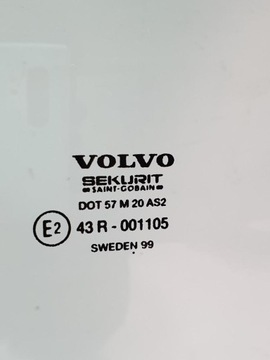 VOLVO
SEKURIT
SAINT-GOBAIN
DOT 57 M 20 AS2
E2 43 R - 001105
SWEDEN 99